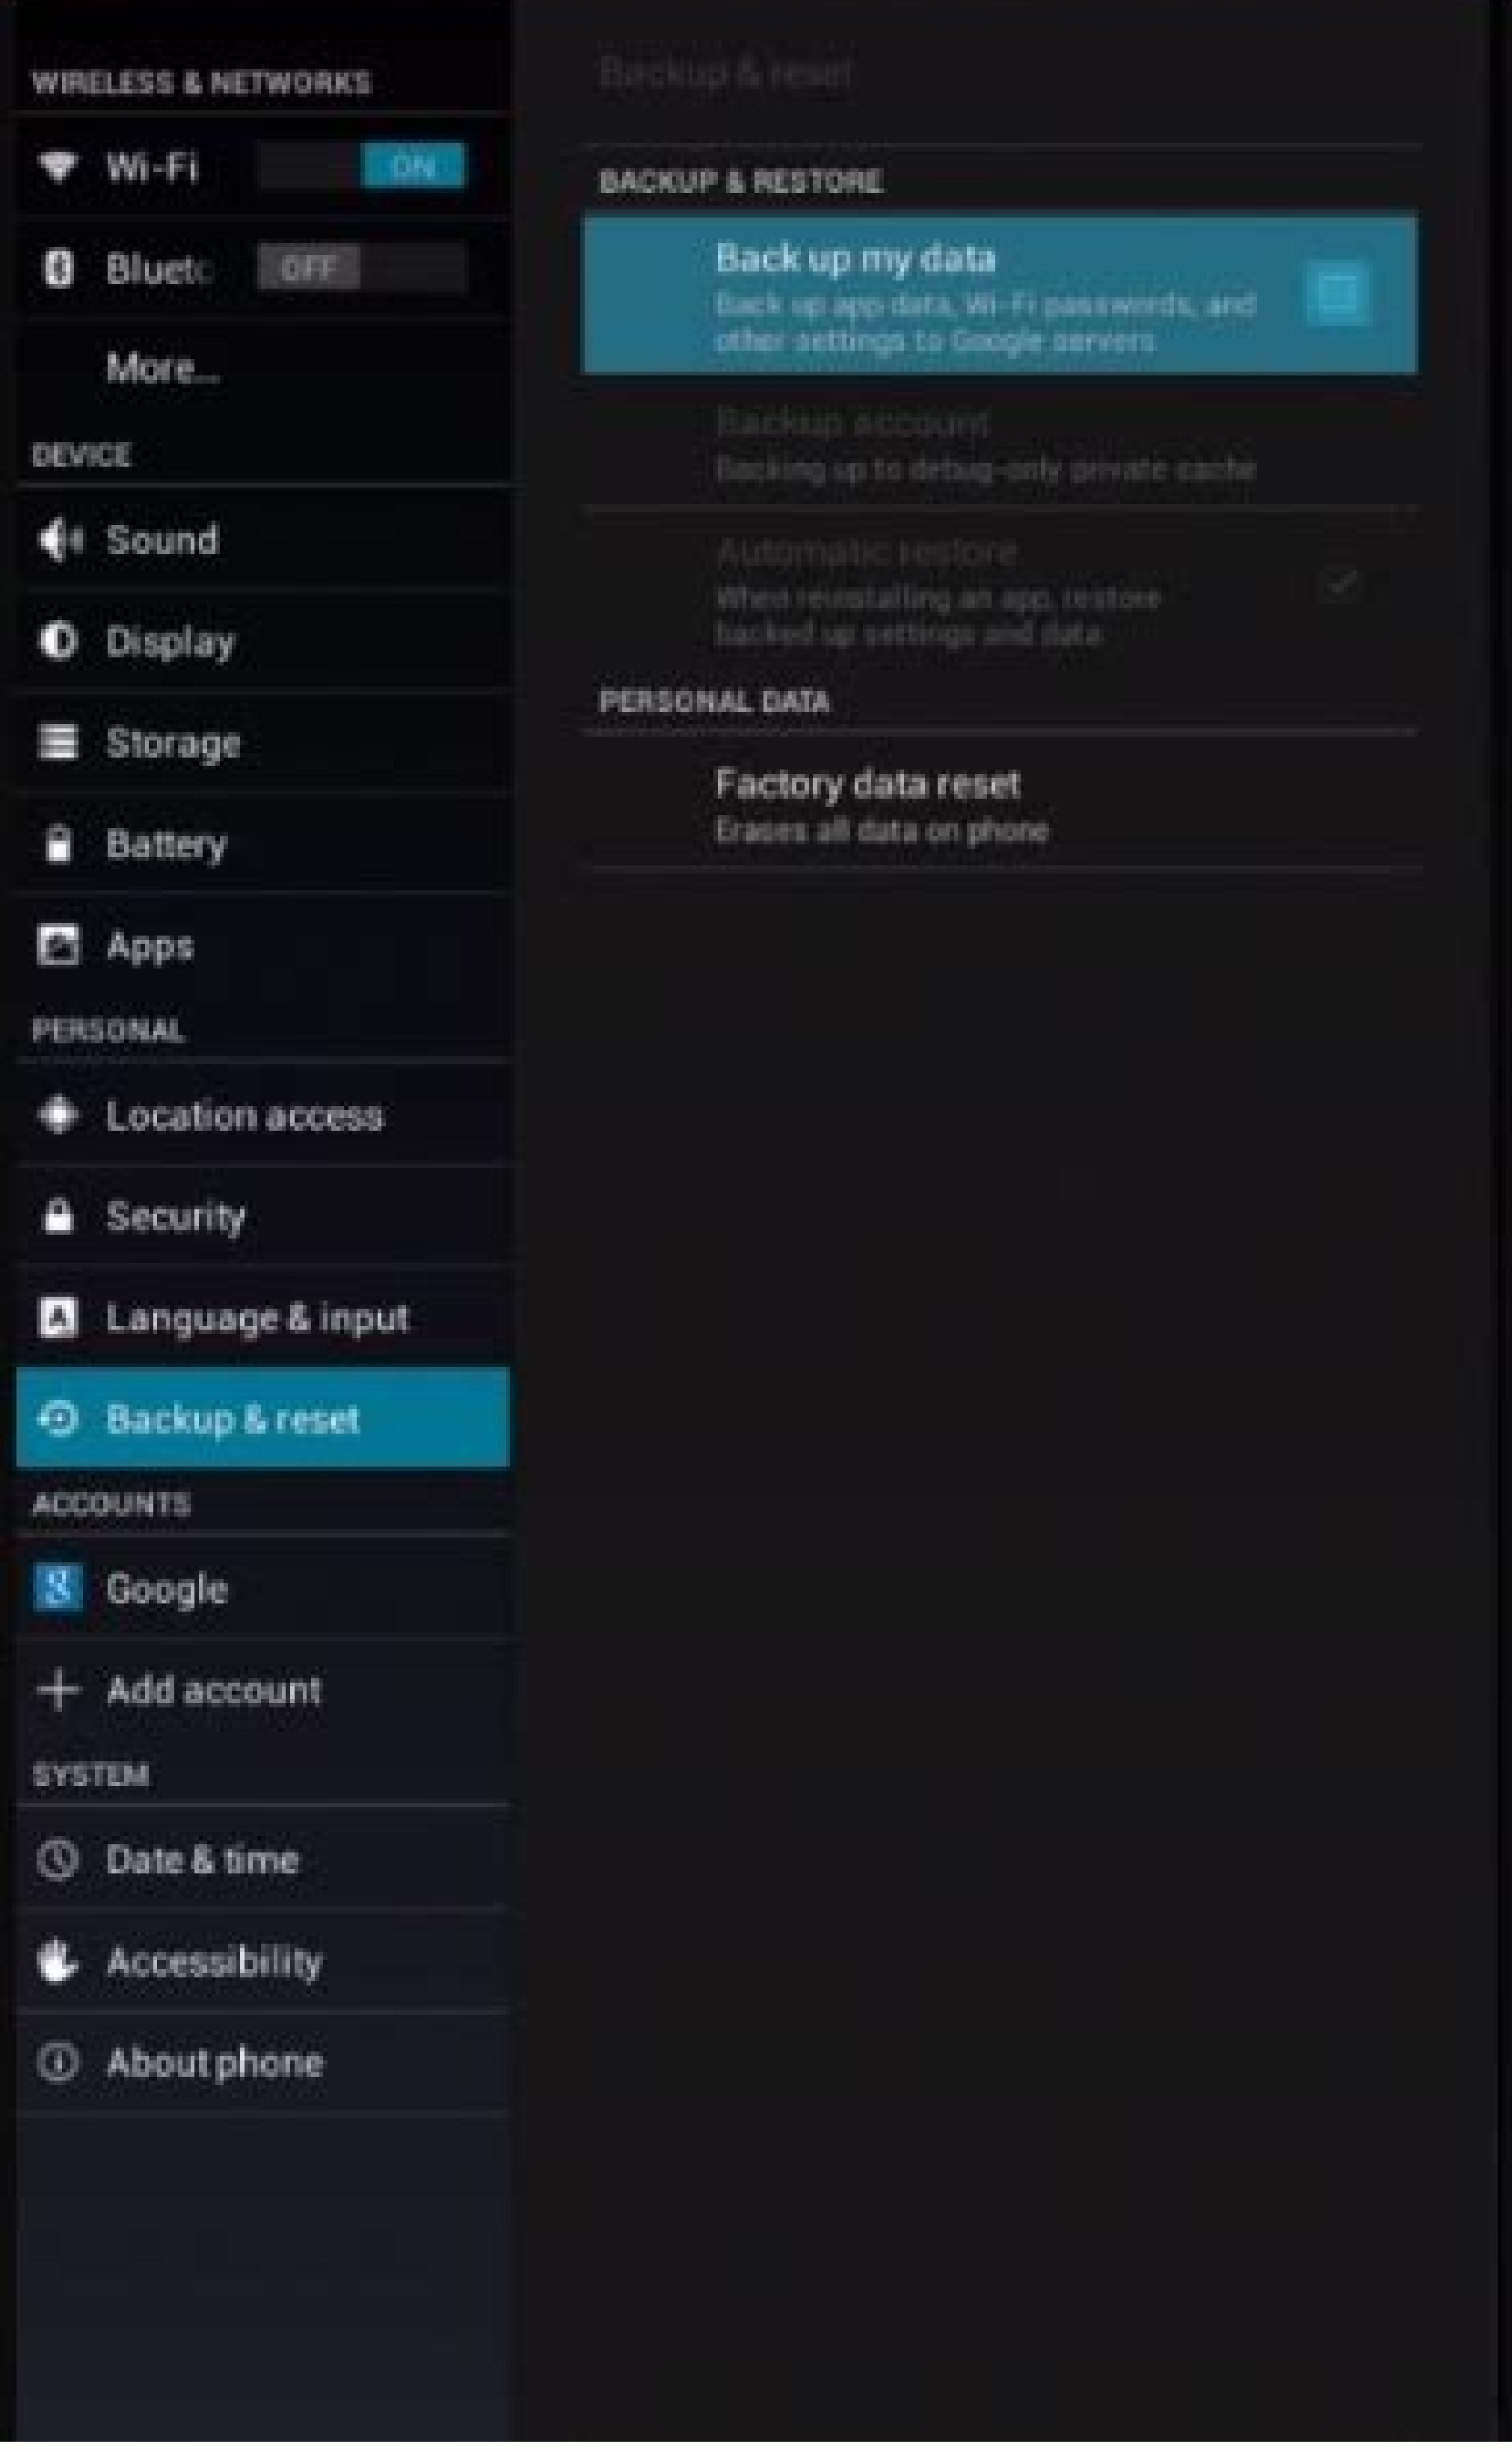 WIRELESS & NETWORKS
Wi-Fi
ON
Bluetc
OFF
More...
DEVICE
Sound
Display
Storage
Battery
Apps
PERSONAL
Location access
Security
Language & input
Backup & reset
ACCOUNTS
Google
Add account
SYSTEM
Date & time
Accessibility
About phone
Backup & reset
BACKUP & RESTORE
Back up my data
Back up app data, Wi-Fi passwords, and
other settings to Google servers
Backup account
Backing up to debug-only private cache
Automatic restore
When reinstalling an app, restore
backed up settings and data
PERSONAL DATA
Factory data reset
Erases all data on phone